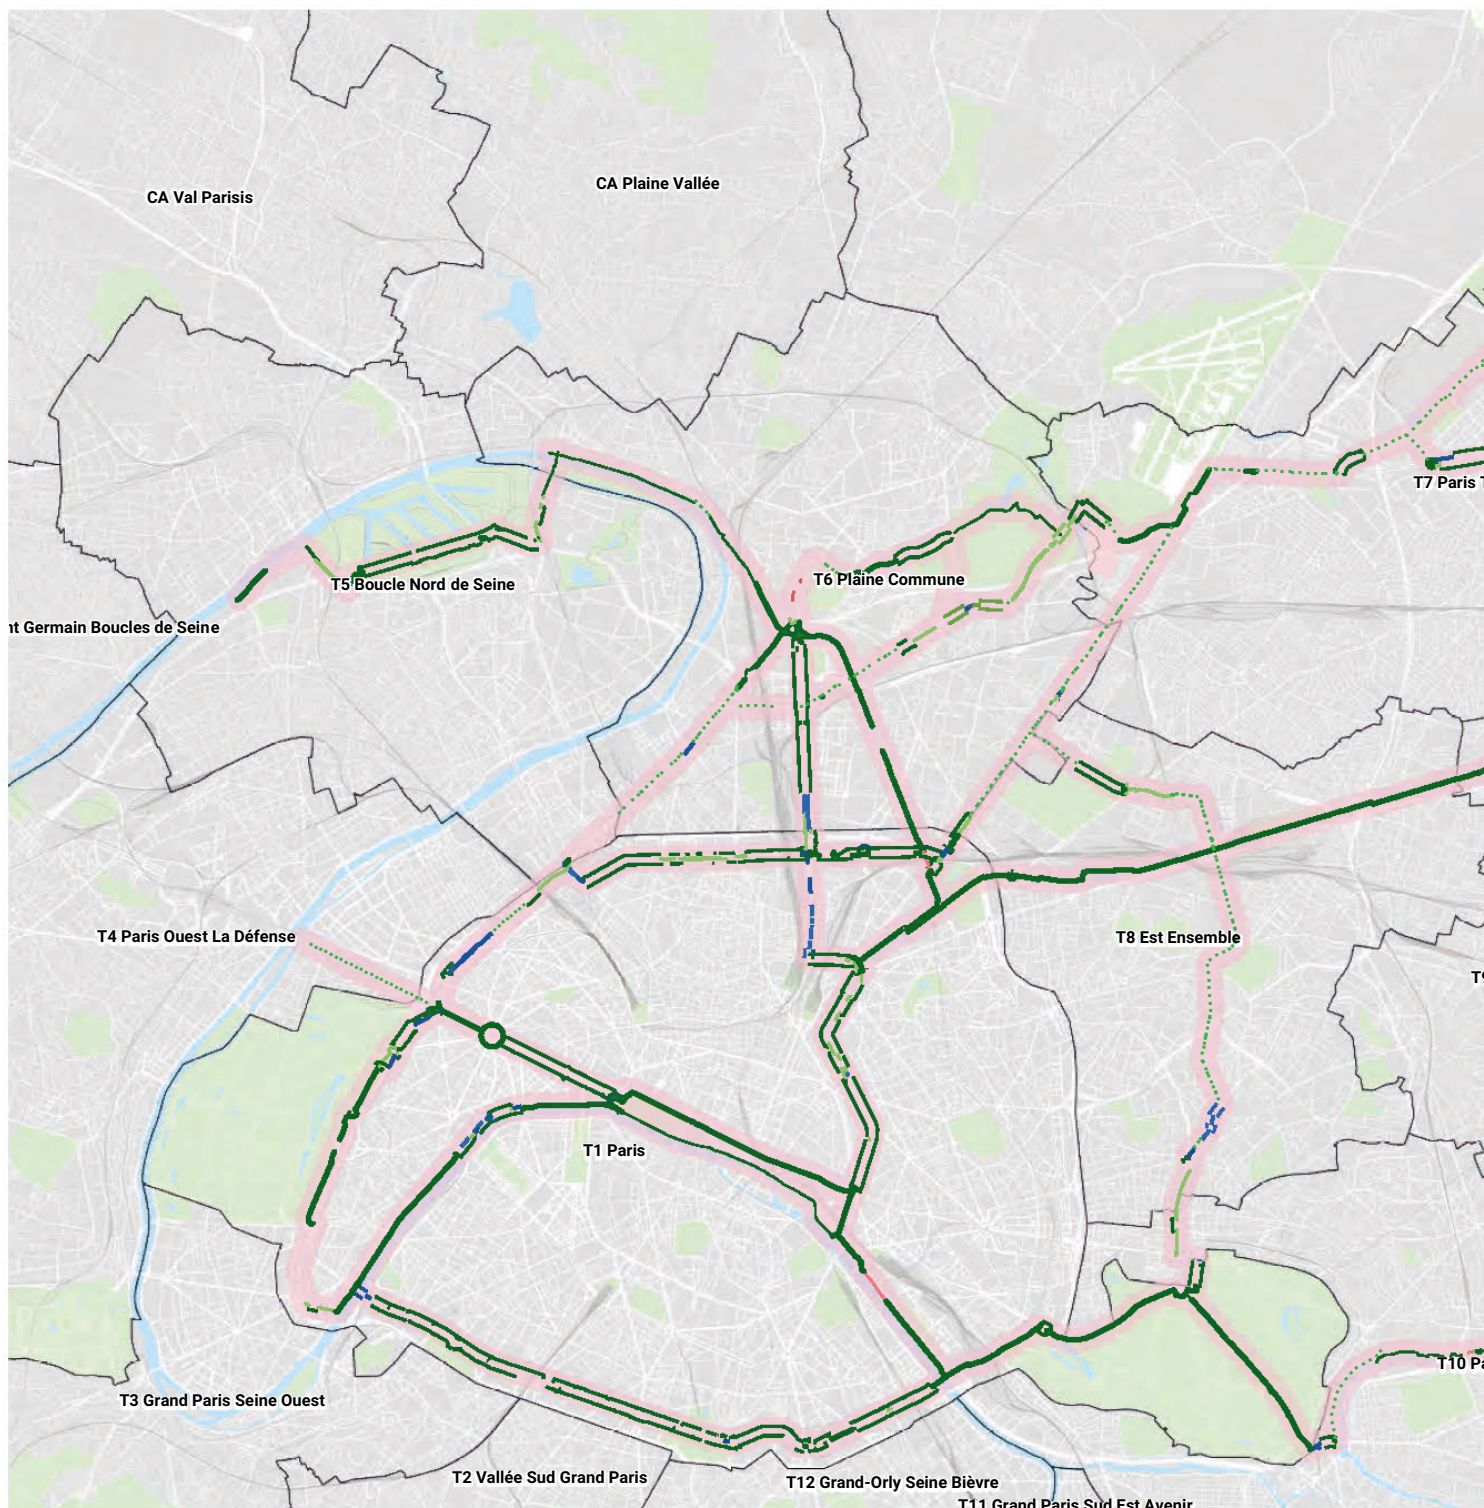 CA Plaine Vallée
CA Val Parisis
T7 Paris T
T6 Plaine Commune
T5 Boucle Nord de Seine
nt Germain Boucles de Seine
T4 Paris Ouest La Défense
T8 Est Ensemble
T9
T1 Paris
T10 Pa
T3 Grand Paris Seine Ouest
T2 Vallée Sud Grand Paris
T12 Grand-Orly Seine Bièvre
T11 Grand Paris Sud Est Avenir